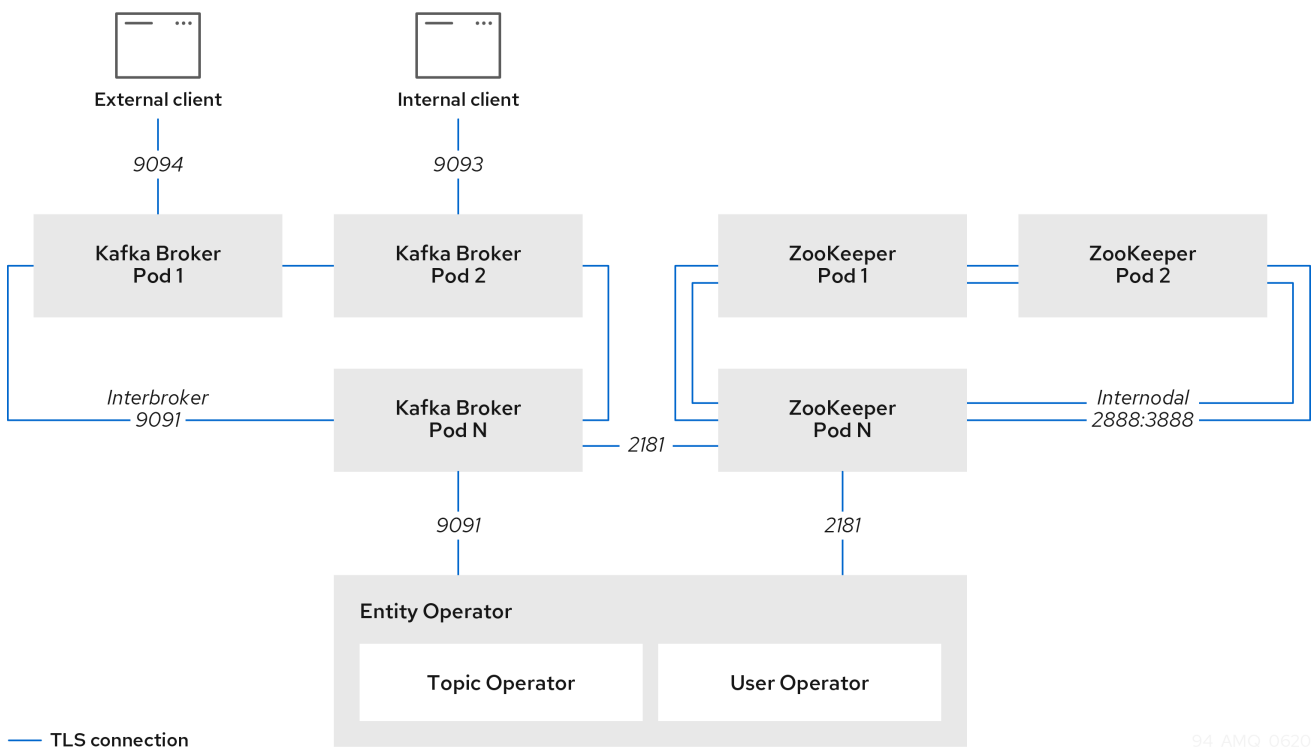 External client
Internal client
9094
9093
Kafka Broker
Pod 1
Kafka Broker
Pod 2
ZooKeeper
Pod 1
ZooKeeper
Pod 2
Interbroker
9091
Kafka Broker
Pod N
2181
ZooKeeper
Pod N
Internodal
2888:3888
9091
2181
Entity Operator
Topic Operator
User Operator
TLS connection
94_AMQ_0620